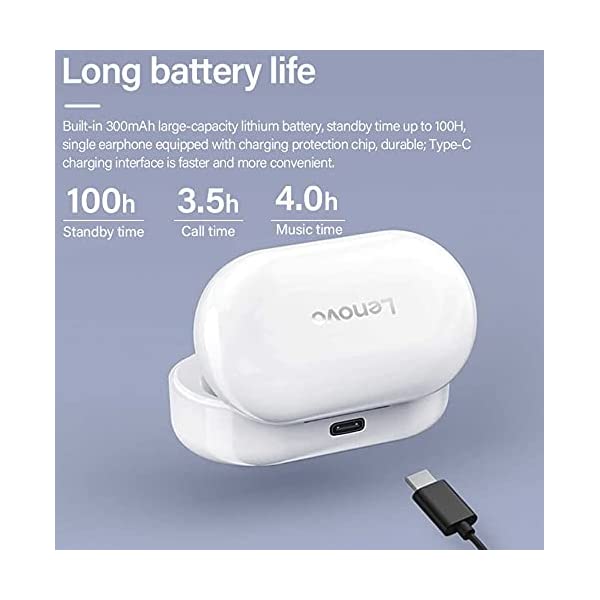 Long battery life
Built-in 300mAh large-capacity lithium battery, standby time up to 100H,
single earphone equipped with charging protection chip, durable; Type-C
charging interface is faster and more convenient.
100h 3.5h 4.0h
Standby time Call time Music time
Lenovo